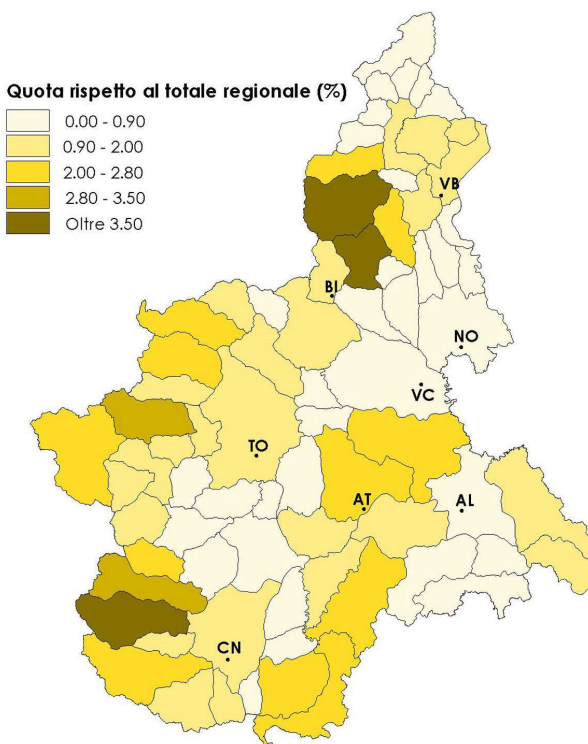 Quota rispetto al totale regionale (%)
0.00 - 0.90
0.90 - 2.00
2.00 - 2.80
2.80 - 3.50
Oltre 3.50
VB
BI
NO
VC
TO
AT
AL
CN